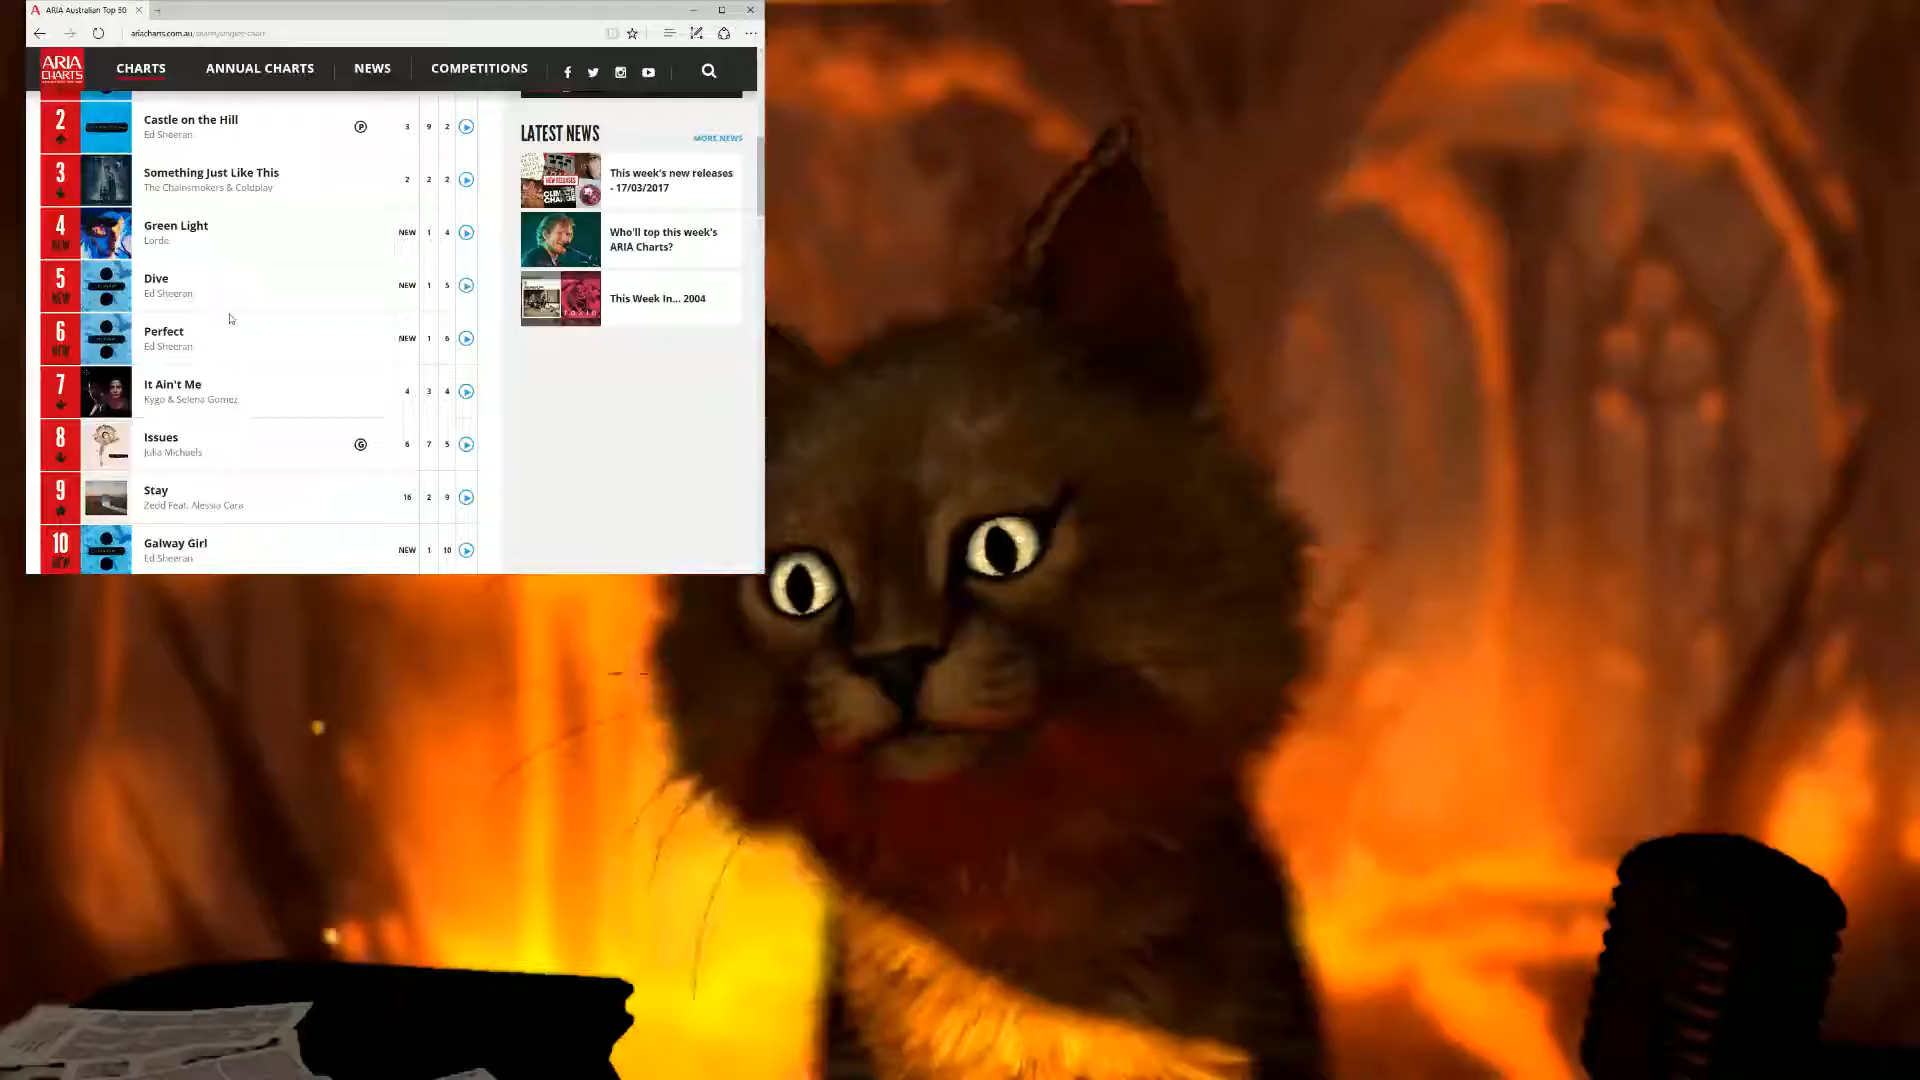 ARIA Australian Top 50
ariacharts.com.au/
ARIA
CHARTS
CHARTS
ANNUAL CHARTS
NEWS
COMPETITIONS
2
Castle on the Hill
Ed Sheeran
P
3 9 2
3
Something Just Like This
The Chainsmokers & Coldplay
2 2 2
4
NEW
Green Light
Lorde
NEW 1 4
5
NEW
Dive
Ed Sheeran
NEW 1 5
6
NEW
Perfect
Ed Sheeran
NEW 1 6
7
It Ain't Me
Kygo & Selena Gomez
4 3 4
8
Issues
Julia Michaels
G
6 7 5
9
Stay
Zedd Feat. Alessia Cara
16 2 9
10
NEW
Galway Girl
Ed Sheeran
NEW 1 10
LATEST NEWS
MORE NEWS
NEW RELEASES
This week's new releases
- 17/03/2017
Who'll top this week's
ARIA Charts?
TOXIC
This Week In... 2004